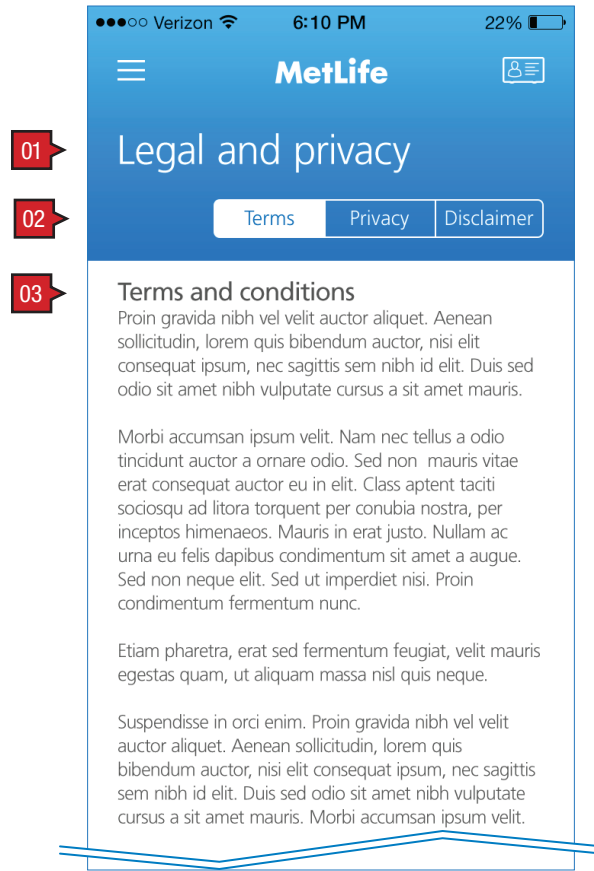 Verizon 6:10 PM 22%
MetLife
01 Legal and privacy
02 Terms Privacy Disclaimer
03 Terms and conditions
Proin gravida nibh vel velit auctor aliquet. Aenean
sollicitudin, lorem quis bibendum auctor, nisi elit
consequat ipsum, nec sagittis sem nibh id elit. Duis sed
odio sit amet nibh vulputate cursus a sit amet mauris.
Morbi accumsan ipsum velit. Nam nec tellus a odio
tincidunt auctor a ornare odio. Sed non  mauris vitae
erat consequat auctor eu in elit. Class aptent taciti
sociosqu ad litora torquent per conubia nostra, per
inceptos himenaeos. Mauris in erat justo. Nullam ac
urna eu felis dapibus condimentum sit amet a augue.
Sed non neque elit. Sed ut imperdiet nisi. Proin
condimentum fermentum nunc.
Etiam pharetra, erat sed fermentum feugiat, velit mauris
egestas quam, ut aliquam massa nisl quis neque.
Suspendisse in orci enim. Proin gravida nibh vel velit
auctor aliquet. Aenean sollicitudin, lorem quis
bibendum auctor, nisi elit consequat ipsum, nec sagittis
sem nibh id elit. Duis sed odio sit amet nibh vulputate
cursus a sit amet mauris. Morbi accumsan ipsum velit.